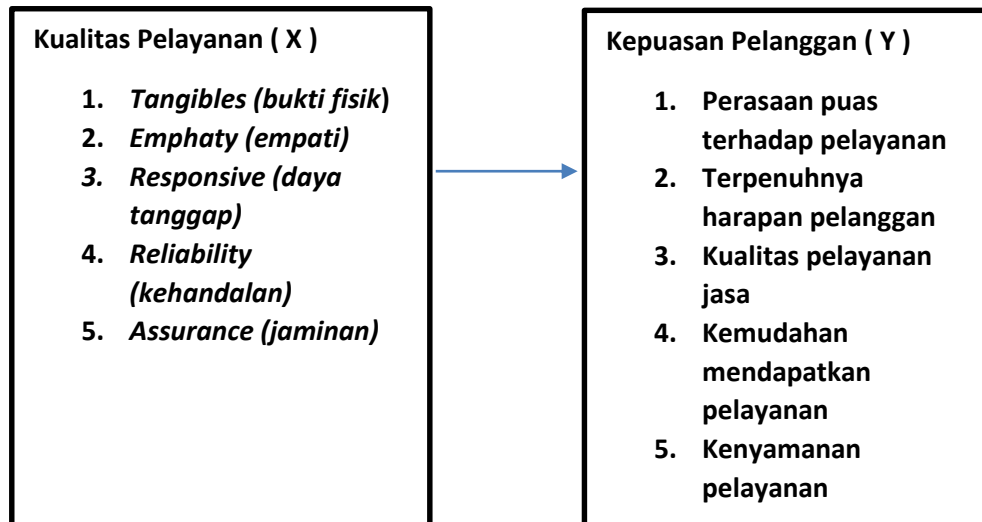 Kualitas Pelayanan ( X )
1. Tangibles (bukti fisik)
2. Emphaty (empati)
3. Responsive (daya
tanggap)
4. Reliability
(kehandalan)
5. Assurance (jaminan)
Kepuasan Pelanggan ( Y )
1. Perasaan puas
terhadap pelayanan
2. Terpenuhnya
harapan pelanggan
3. Kualitas pelayanan
jasa
4. Kemudahan
mendapatkan
pelayanan
5. Kenyamanan
pelayanan